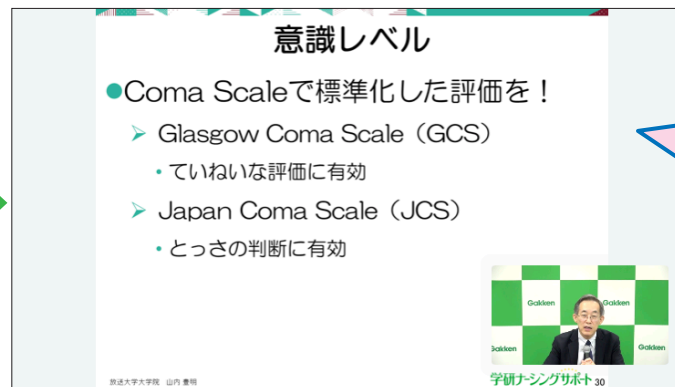 意識レベル
●Coma Scaleで標準化した評価を！
➢ Glasgow Coma Scale（GCS）
・ていねいな評価に有効
➢ Japan Coma Scale（JCS）
・とっさの判断に有効
Gakken
Gakken
Gakken
Gakken
放送大学大学院 山内 豊明
学研ナーシングサポート 30